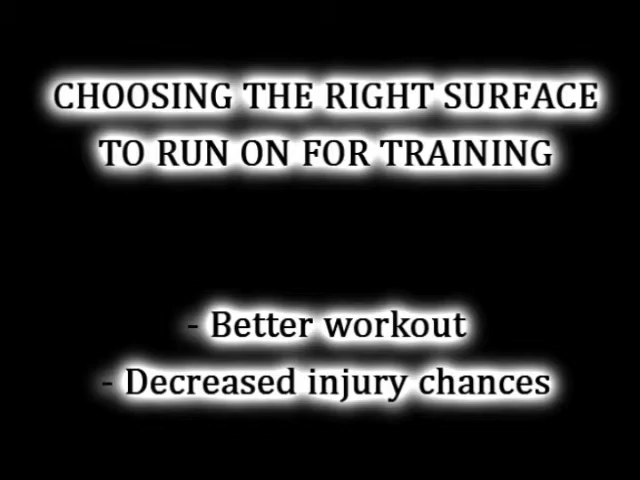 CHOOSING THE RIGHT SURFACE
TO RUN ON FOR TRAINING
- Better workout
- Decreased injury chances